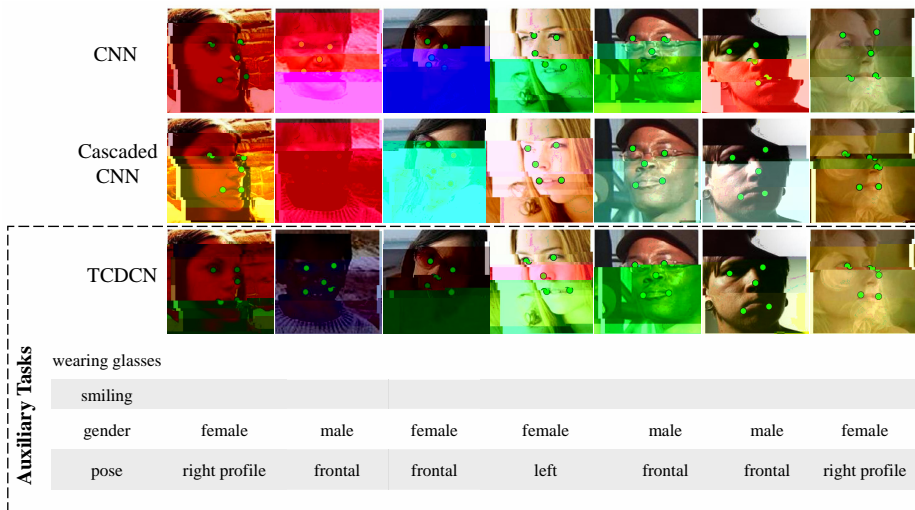 CNN
Cascaded
CNN
TCDCN
Auxiliary Tasks
wearing glasses
smiling
gender female male female female male male female
pose right profile frontal frontal left frontal frontal right profile